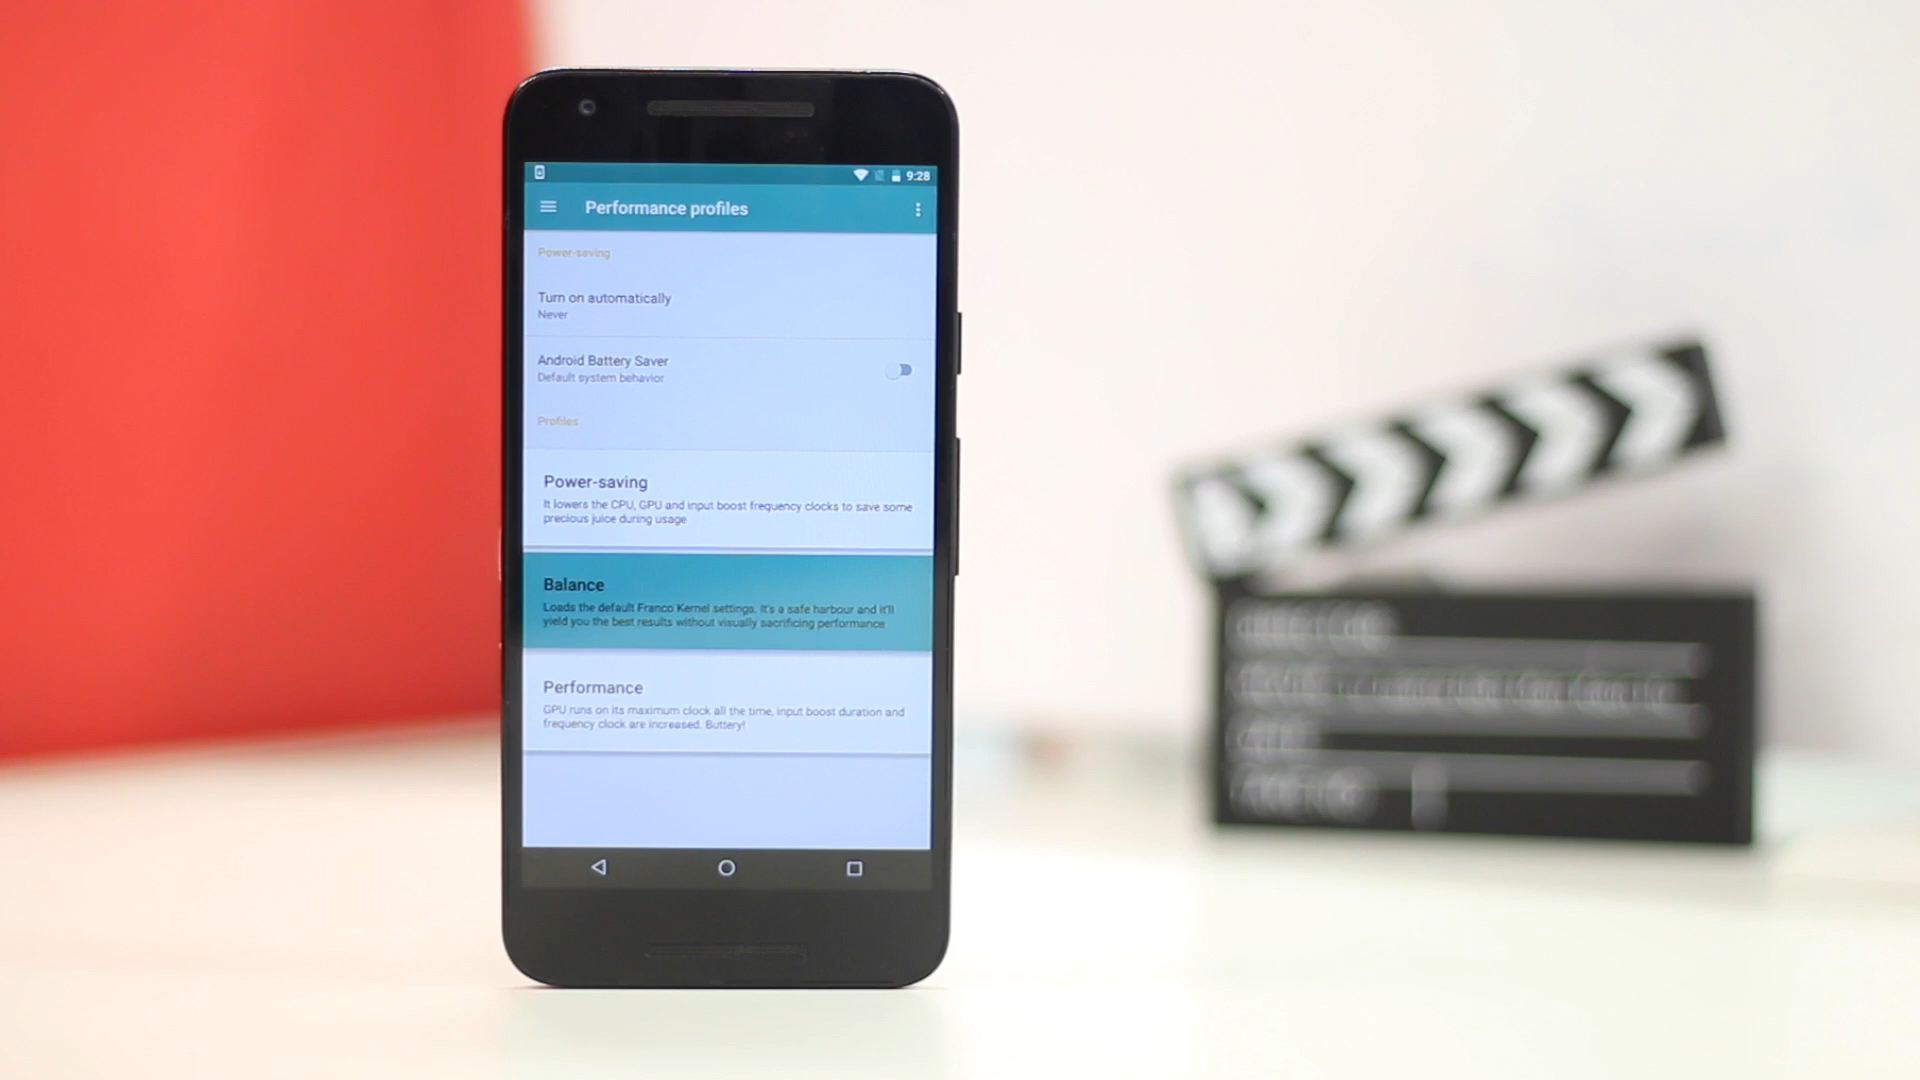 9:28
Performance profiles
Power-saving
Turn on automatically
Never
Android Battery Saver
Default system behavior
Profiles
Power-saving
It lowers the CPU, GPU and input boost frequency clocks to save some
precious juice during usage
Balance
Loads the default Franco Kernel settings. It's a safe harbour and it'll
yield you the best results without visually sacrificing performance
Performance
GPU runs on its maximum clock all the time, input boost duration and
frequency clock are increased. Buttery!